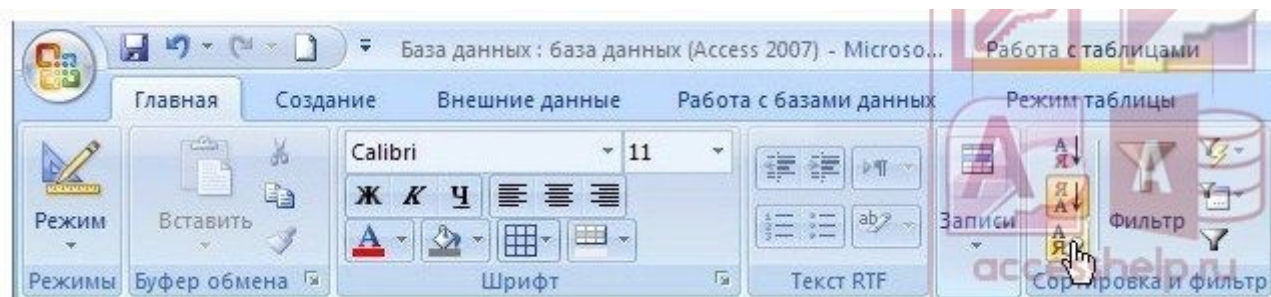 База данных : база данных (Access 2007) - Microso... Работа с таблицами
Главная Создание Внешние данные Работа с базами данных Режим таблицы
Calibri 11
Ж К Ч
Режим Вставить Записи Фильтр
А
Режимы Буфер обмена Шрифт Текст RTF Сортировка и фильтр
accesshelp.ru